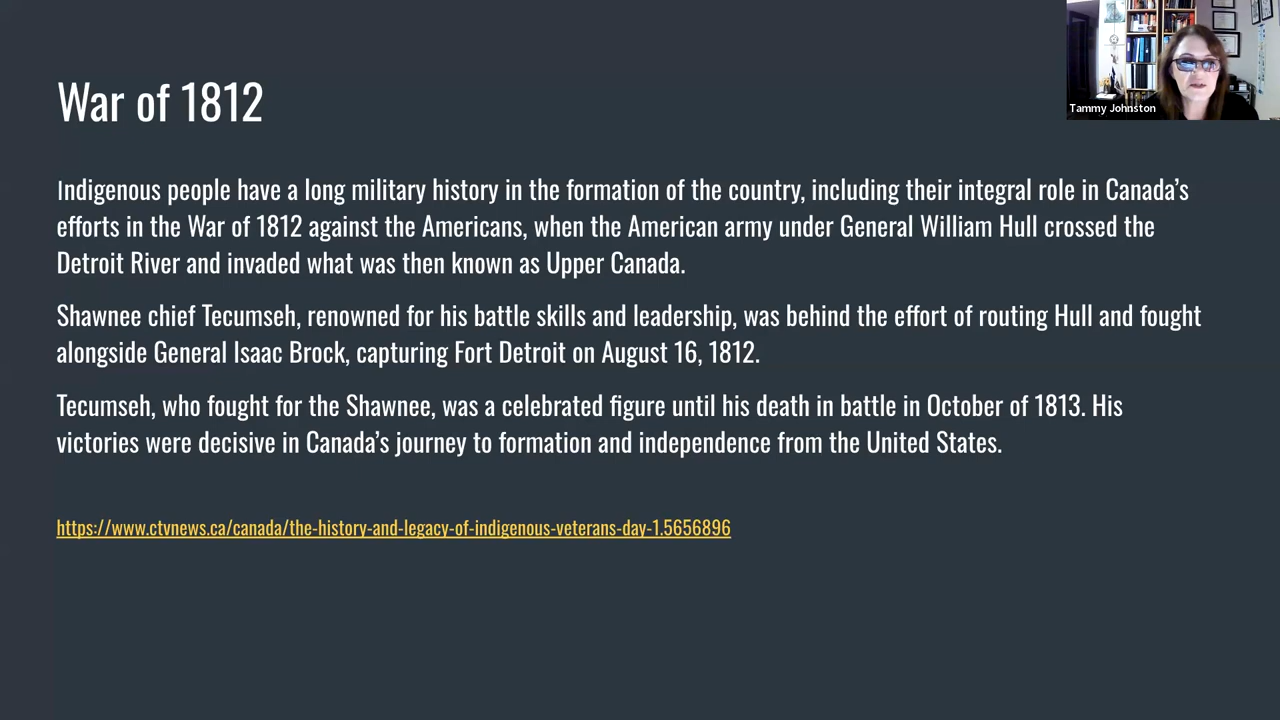 War of 1812
Tammy Johnston
Indigenous people have a long military history in the formation of the country, including their integral role in Canada’s
efforts in the War of 1812 against the Americans, when the American army under General William Hull crossed the
Detroit River and invaded what was then known as Upper Canada.
Shawnee chief Tecumseh, renowned for his battle skills and leadership, was behind the effort of routing Hull and fought
alongside General Isaac Brock, capturing Fort Detroit on August 16, 1812.
Tecumseh, who fought for the Shawnee, was a celebrated figure until his death in battle in October of 1813. His
victories were decisive in Canada’s journey to formation and independence from the United States.
https://www.ctvnews.ca/canada/the-history-and-legacy-of-indigenous-veterans-day-1.5656896